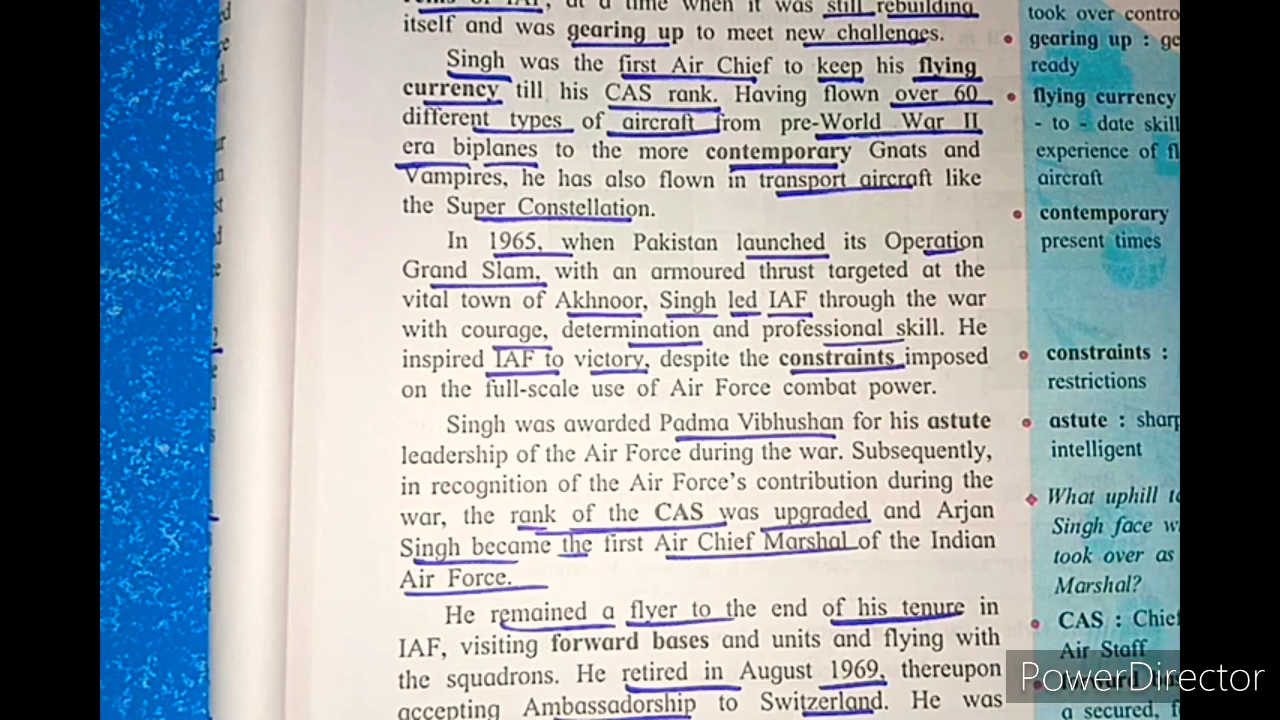 at a time when it was still rebuilding
itself and was gearing up to meet new challenges.
Singh was the first Air Chief to keep his flying
currency till his CAS rank. Having flown over 60
different types of aircraft from pre-World War II
era biplanes to the more contemporary Gnats and
Vampires, he has also flown in transport aircraft like
the Super Constellation.
In 1965, when Pakistan launched its Operation
Grand Slam, with an armoured thrust targeted at the
vital town of Akhnoor, Singh led IAF through the war
with courage, determination and professional skill. He
inspired IAF to victory, despite the constraints imposed
on the full-scale use of Air Force combat power.
Singh was awarded Padma Vibhushan for his astute
leadership of the Air Force during the war. Subsequently,
in recognition of the Air Force's contribution during the
war, the rank of the CAS was upgraded and Arjan
Singh became the first Air Chief Marshal of the Indian
Air Force.
He remained a flyer to the end of his tenure in
IAF, visiting forward bases and units and flying with
the squadrons. He retired in August 1969, thereupon
accepting Ambassadorship to Switzerland. He was
took over
gearing up :
ready
flying currency
- to - date skill
experience of
aircraft
contemporary
present times
constraints :
restrictions
astute :
intelligent
What uphill
Singh face
took over as
Marshal?
CAS :
Air Staff
a secured,
PowerDirector